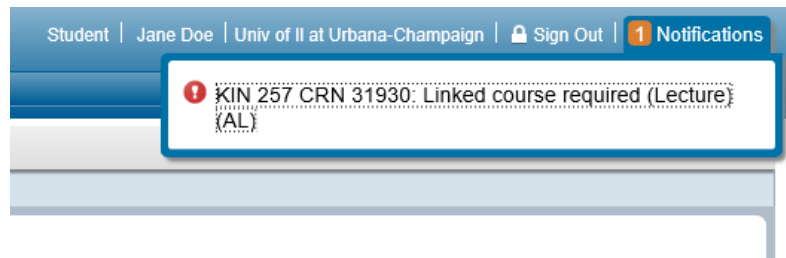 Student | Jane Doe | Univ of Il at Urbana-Champaign | Sign Out | 1 Notifications
KIN 257 CRN 31930: Linked course required (Lecture)
(AL)